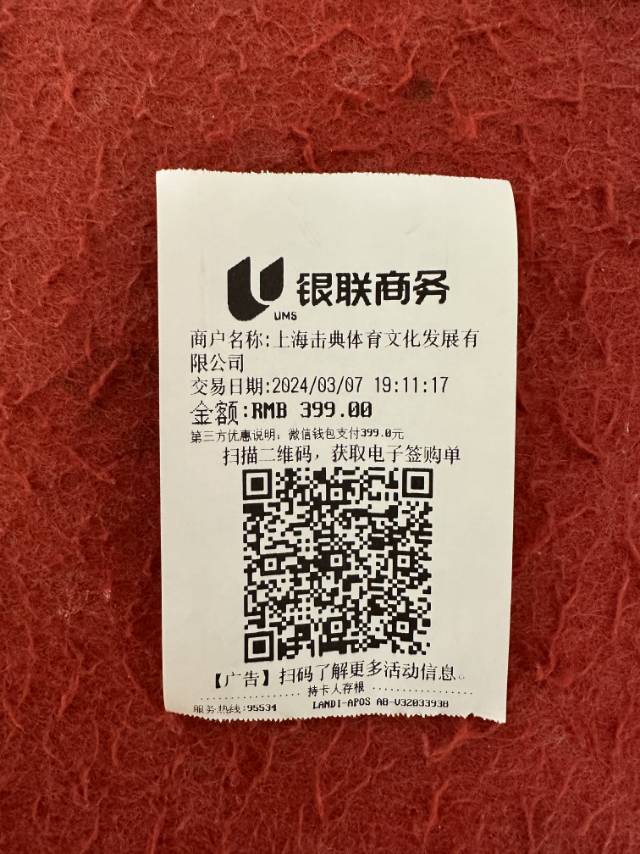 银联商务
UMS
商户名称:上海击典体育文化发展有
限公司
交易日期:2024/03/07 19:11:17
金额:RMB 399.00
第三方优惠说明: 微信钱包支付399.0元
扫描二维码，获取电子签购单
【广告】扫码了解更多活动信息。
持卡人存根
服务热线:95534 LANDI-APOS A8-V32033938